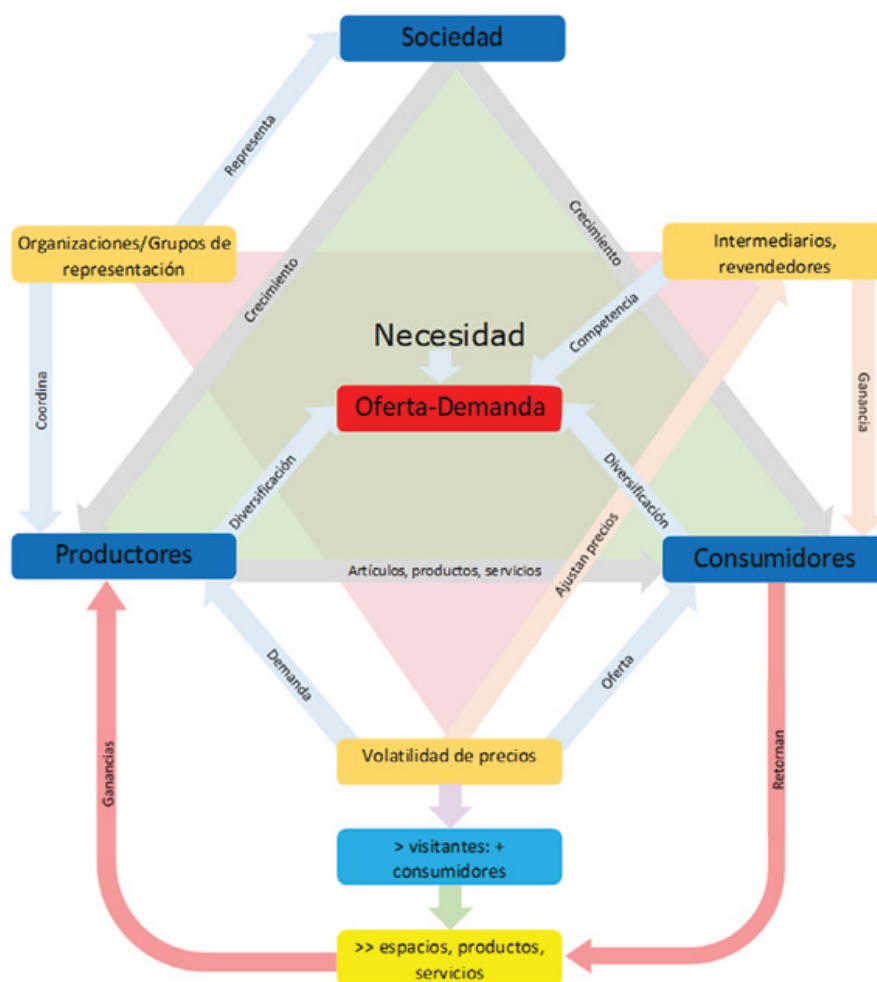 Sociedad
Representa
Organizaciones/Grupos de
representación
Intermediarios,
revendedores
Crecimiento
Crecimiento
Necesidad
Competencia
Coordina
Ganancia
Oferta-Demanda
Diversificación
Diversificación
Ajustan precios
Productores
Artículos, productos, servicios
Consumidores
Demanda
Oferta
Volatilidad de precios
Ganancias
Retornan
> visitantes: +
consumidores
>> espacios, productos,
servicios